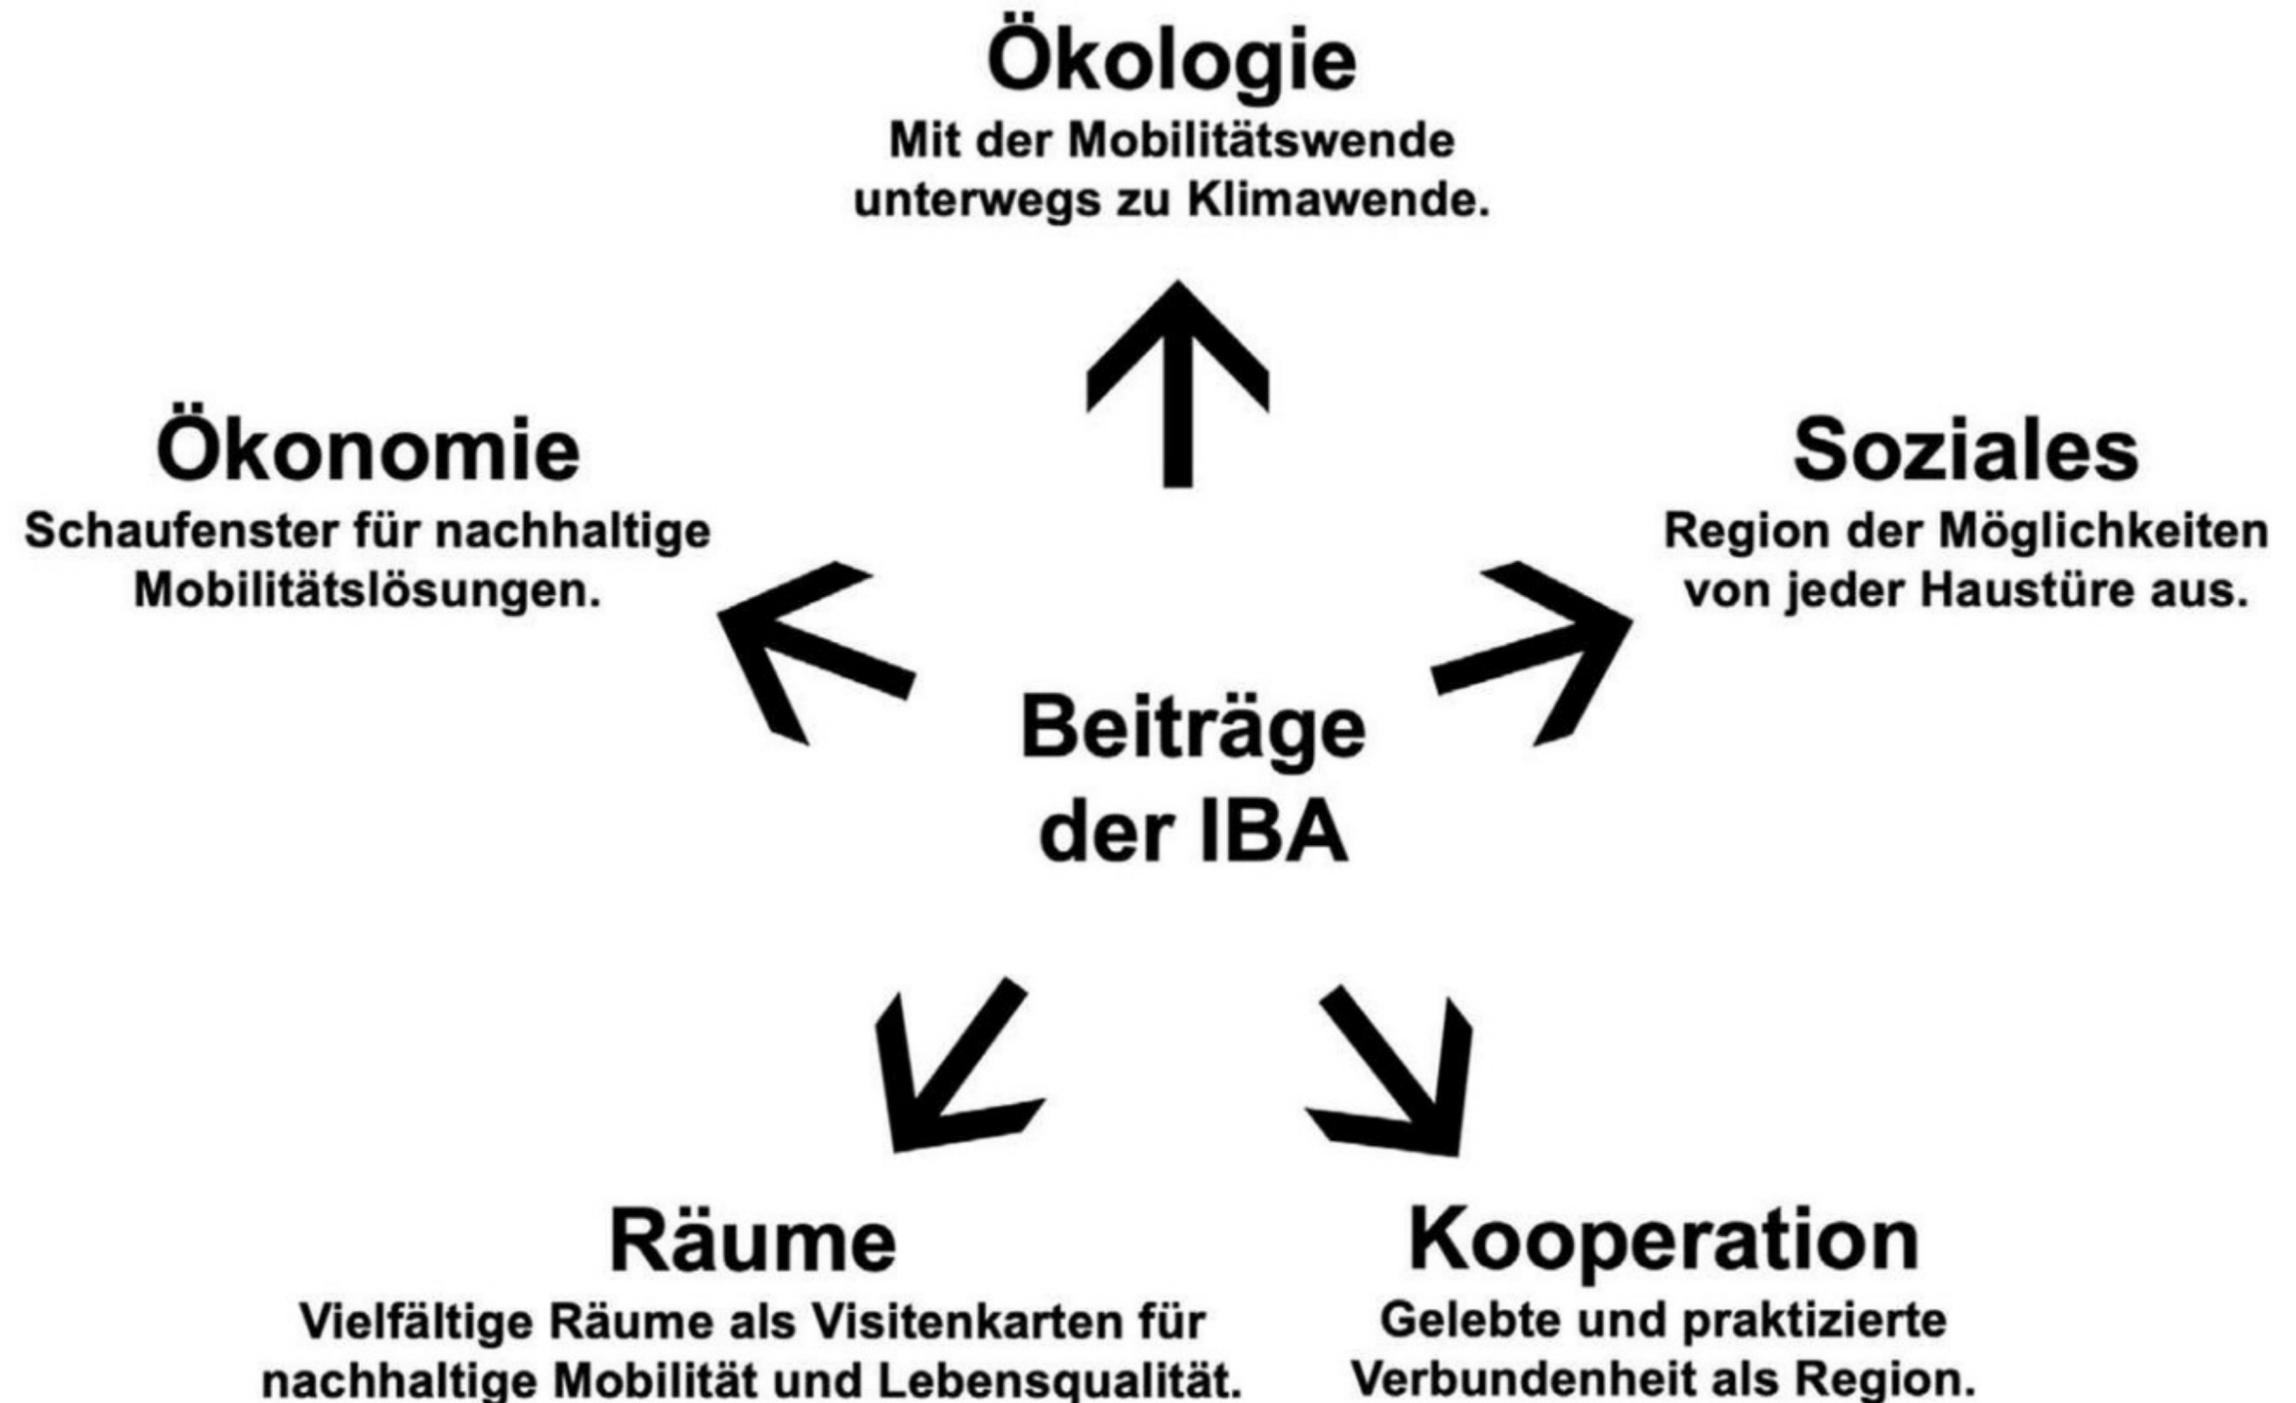 Ökologie
Mit der Mobilitätswende
unterwegs zu Klimawende.
Ökonomie
Schaufenster für nachhaltige
Mobilitätslösungen.
Soziales
Region der Möglichkeiten
von jeder Haustüre aus.
Beiträge
der IBA
Räume
Vielfältige Räume als Visitenkarten für
nachhaltige Mobilität und Lebensqualität.
Kooperation
Gelebte und praktizierte
Verbundenheit als Region.